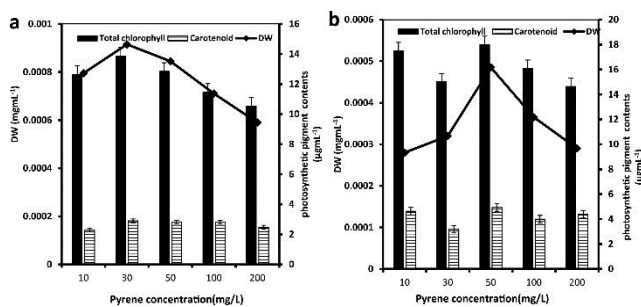 a
Total chlorophyll
Carotenoid
DW
0.001
0.0008
0.0006
0.0004
0.0002
0
DW (mgmL-1)
16
14
12
10
8
6
4
2
0
photosynthetic pigment contents
(µgmL-1)
10 30 50 100 200
Pyrene concentration(mg/L)
b
Total chlorophyll
Carotenoid
DW
0.0006
0.0005
0.0004
0.0003
0.0002
0.0001
0
DW (mgmL-1)
20
18
16
14
12
10
8
6
4
2
0
photosynthetic pigment contents
µgmL-1)
10 30 50 100 200
Pyrene concentration(mg/L)